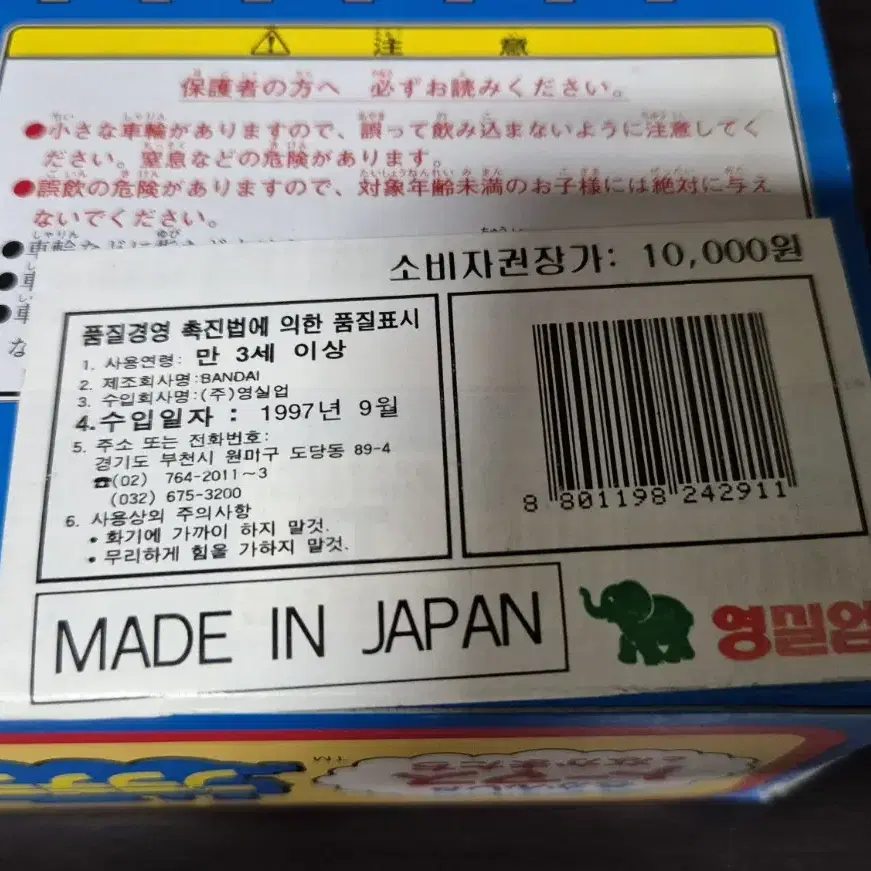 注意
保護者の方へ 必ずお読みください。
●小さな車輪がありますので、誤って飲み込まないように注意してく
ださい。窒息などの危険があります。
●誤飲の危険がありますので、対象年齢未満のお子様には絶対に与え
ないでください。
소비자권장가: 10,000원
품질경영 촉진법에 의한 품질표시
1. 사용연령: 만 3세 이상
2. 제조회사명:BANDAI
3. 수입회사명:(주)영실업
4.수입일자 : 1997년 9월
5. 주소 또는 전화번호:
경기도 부천시 원미구 도당동 89-4
☎(02) 764-2011~3
(032) 675-3200
6. 사용상의 주의사항
• 화기에 가까이 하지 말것.
• 무리하게 힘을 가하지 말것.
8 801198 242911
MADE IN JAPAN
영실업